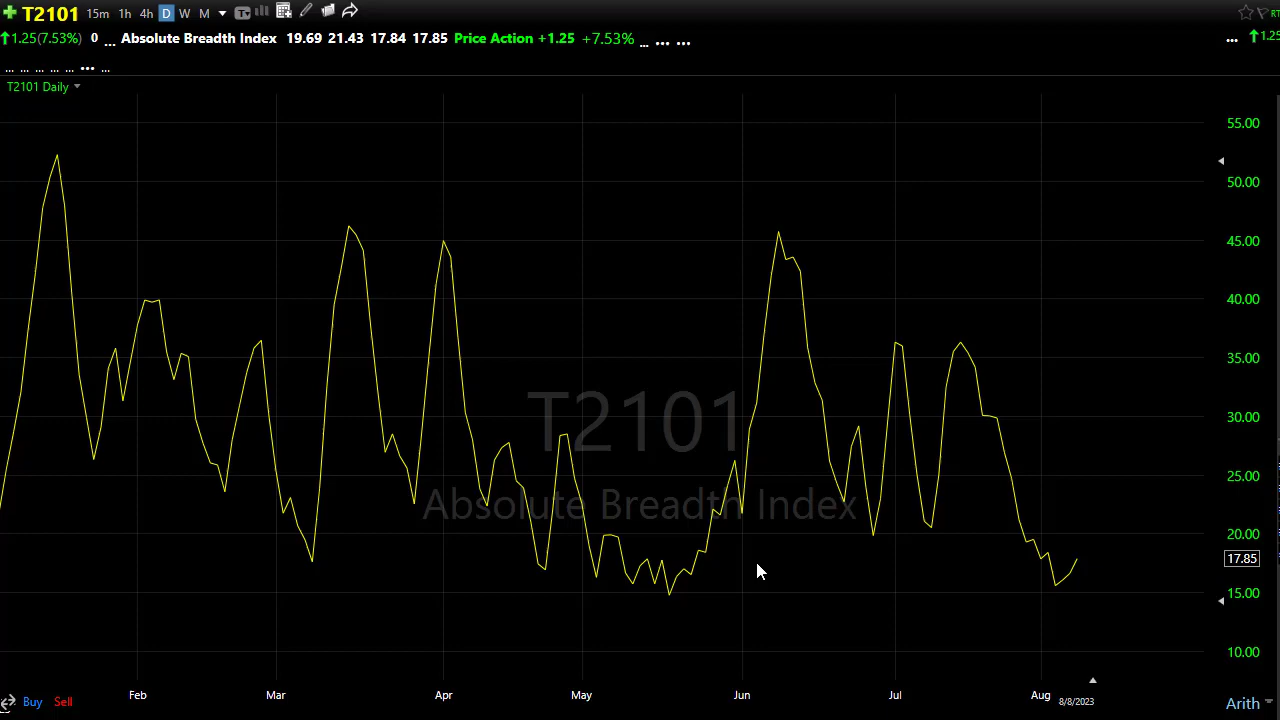 T2101 15m 1h 4h D W M T RT
1.25(7.53%) 0 ... Absolute Breadth Index 19.69 21.43 17.84 17.85 Price Action +1.25 +7.53% ... ... ... ... 1.25
... ... ... ... ... ... ...
T2101 Daily
55.00
50.00
45.00
40.00
35.00
30.00
25.00
20.00
17.85
15.00
10.00
T2101
Absolute Breadth Index
Feb Mar Apr May Jun Jul Aug 8/8/2023
Buy Sell Arith